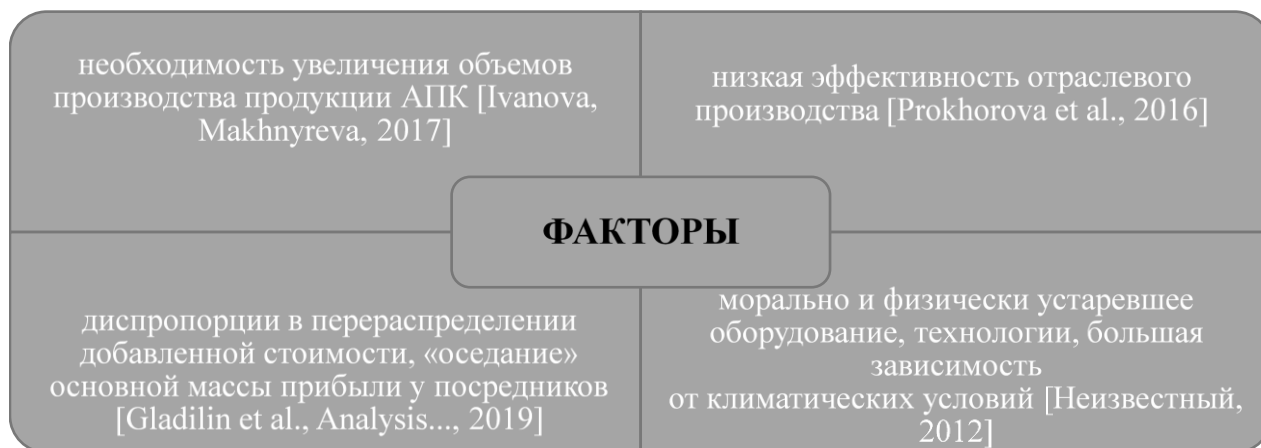 необходимость увеличения объемов
производства продукции АПК [Ivanova,
Makhnyreva, 2017]
низкая эффективность отраслевого
производства [Prokhorova et al., 2016]
ФАКТОРЫ
диспропорции в перераспределении
добавленной стоимости, «оседание»
основной массы прибыли у посредников
[Gladilin et al., Analysis..., 2019]
морально и физически устаревшее
оборудование, технологии, большая
зависимость
от климатических условий [Неизвестный,
2012]